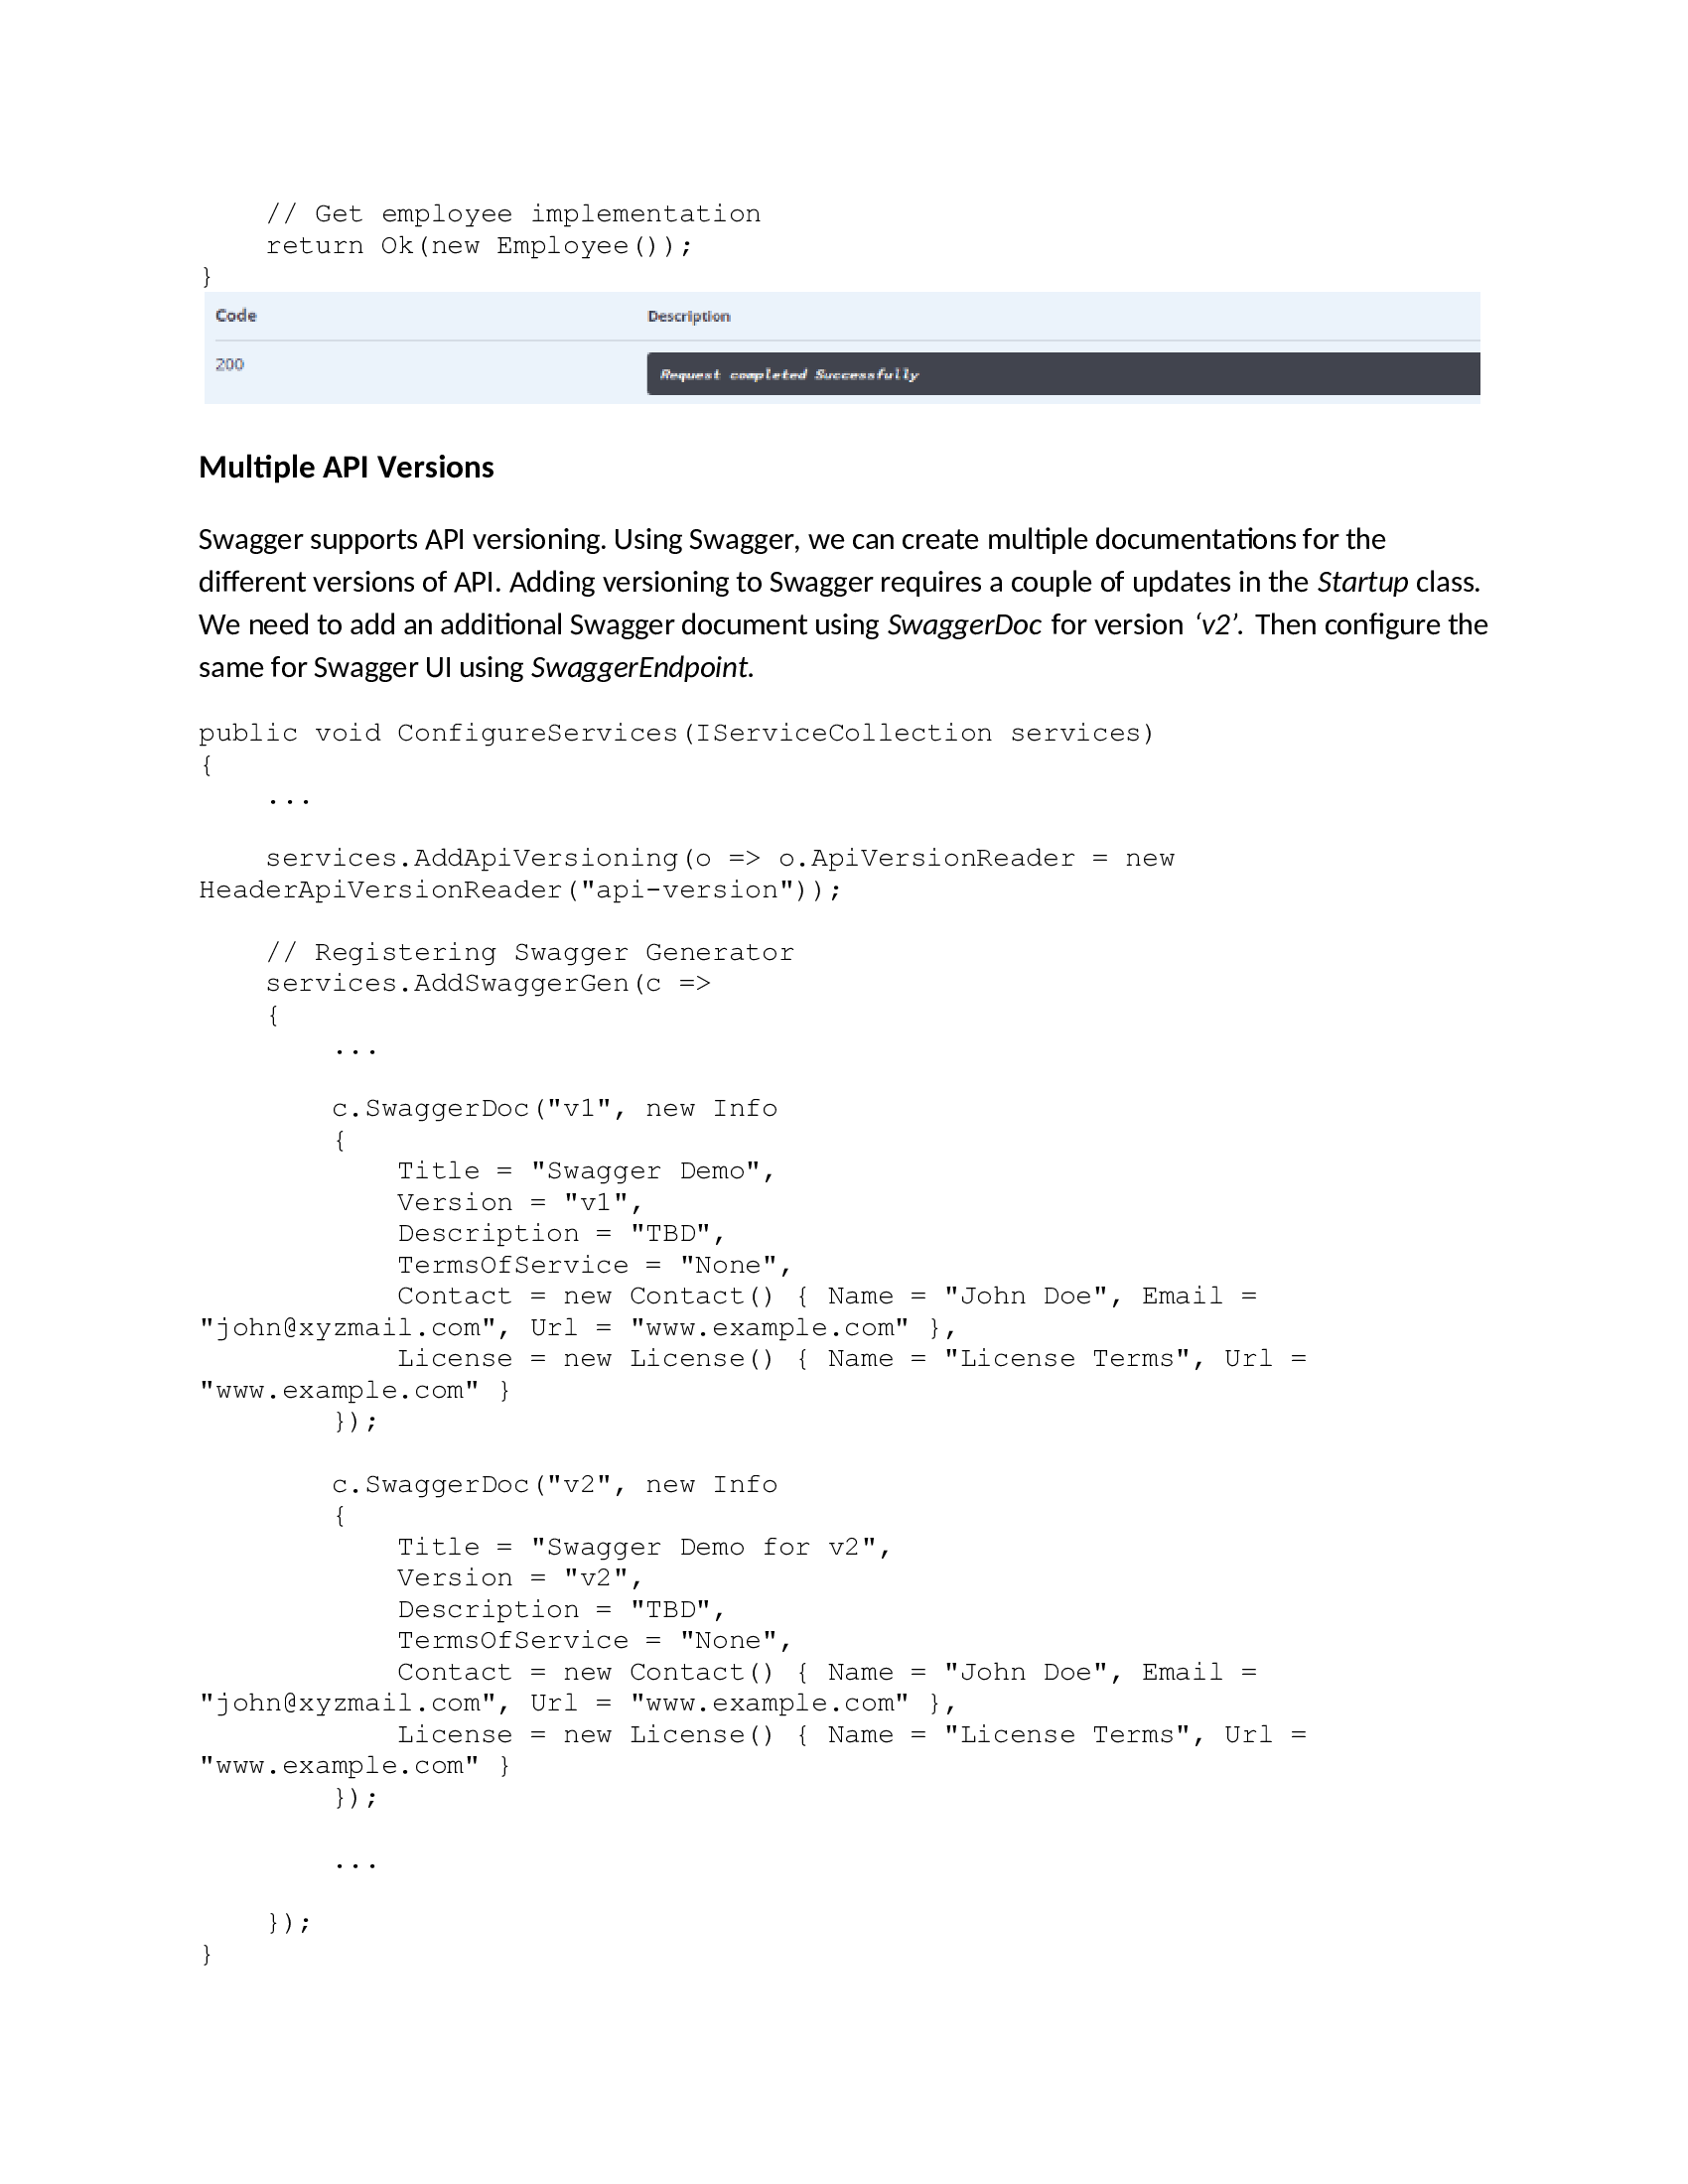 // Get employee implementation
    return Ok(new Employee());
}
Code Description
200 Request completed Successfully
Multiple API Versions
Swagger supports API versioning. Using Swagger, we can create multiple documentations for the
different versions of API. Adding versioning to Swagger requires a couple of updates in the Startup class.
We need to add an additional Swagger document using SwaggerDoc for version ‘v2’. Then configure the
same for Swagger UI using SwaggerEndpoint.
public void ConfigureServices(IServiceCollection services)
{
    ...
    services.AddApiVersioning(o => o.ApiVersionReader = new
HeaderApiVersionReader("api-version"));
    // Registering Swagger Generator
    services.AddSwaggerGen(c =>
    {
        ...
        c.SwaggerDoc("v1", new Info
        {
            Title = "Swagger Demo",
            Version = "v1",
            Description = "TBD",
            TermsOfService = "None",
            Contact = new Contact() { Name = "John Doe", Email =
"john@xyzmail.com", Url = "www.example.com" },
            License = new License() { Name = "License Terms", Url =
"www.example.com" }
        });
        c.SwaggerDoc("v2", new Info
        {
            Title = "Swagger Demo for v2",
            Version = "v2",
            Description = "TBD",
            TermsOfService = "None",
            Contact = new Contact() { Name = "John Doe", Email =
"john@xyzmail.com", Url = "www.example.com" },
            License = new License() { Name = "License Terms", Url =
"www.example.com" }
        });
        ...
    });
}